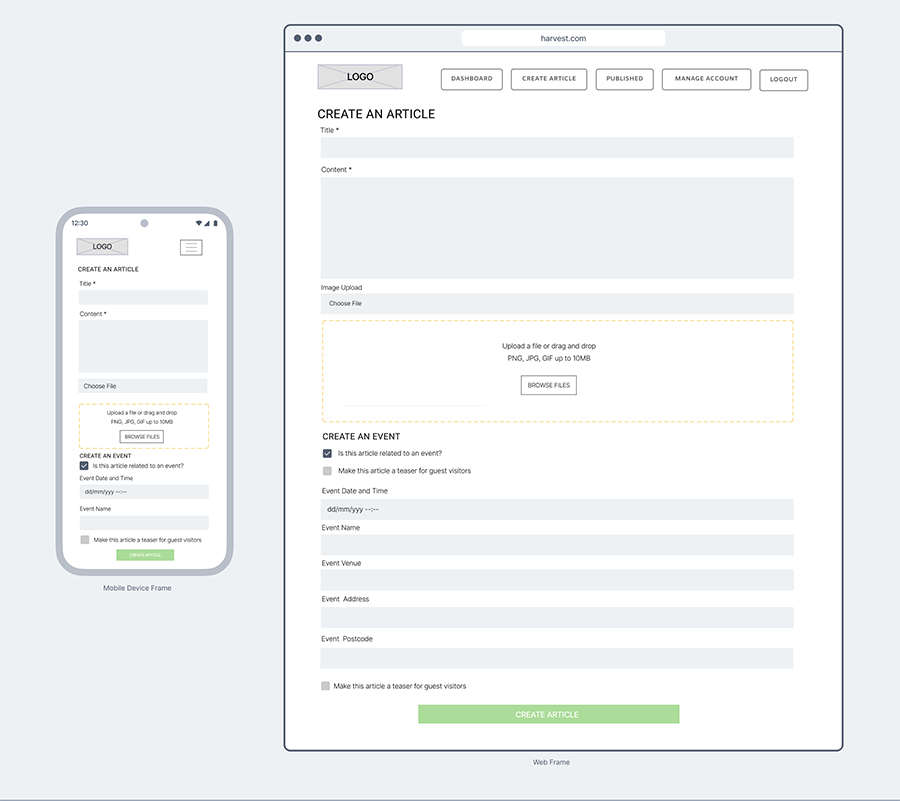 12:30
LOGO
CREATE AN ARTICLE
Title *
Content *
Choose File
Upload a file or drag and drop
PNG, JPG, GIF up to 10MB
BROWSE FILES
CREATE AN EVENT
Is this article related to an event?
Event Date and Time
dd/mm/yyy --:--
Event Name
Make this article a teaser for guest visitors
CREATE ARTICLE
Mobile Device Frame
harvest.com
LOGO
DASHBOARD
CREATE ARTICLE
PUBLISHED
MANAGE ACCOUNT
LOGOUT
CREATE AN ARTICLE
Title *
Content *
Image Upload
Choose File
Upload a file or drag and drop
PNG, JPG, GIF up to 10MB
BROWSE FILES
CREATE AN EVENT
Is this article related to an event?
Make this article a teaser for guest visitors
Event Date and Time
dd/mm/yyy --:--
Event Name
Event Venue
Event Address
Event Postcode
Make this article a teaser for guest visitors
CREATE ARTICLE
Web Frame